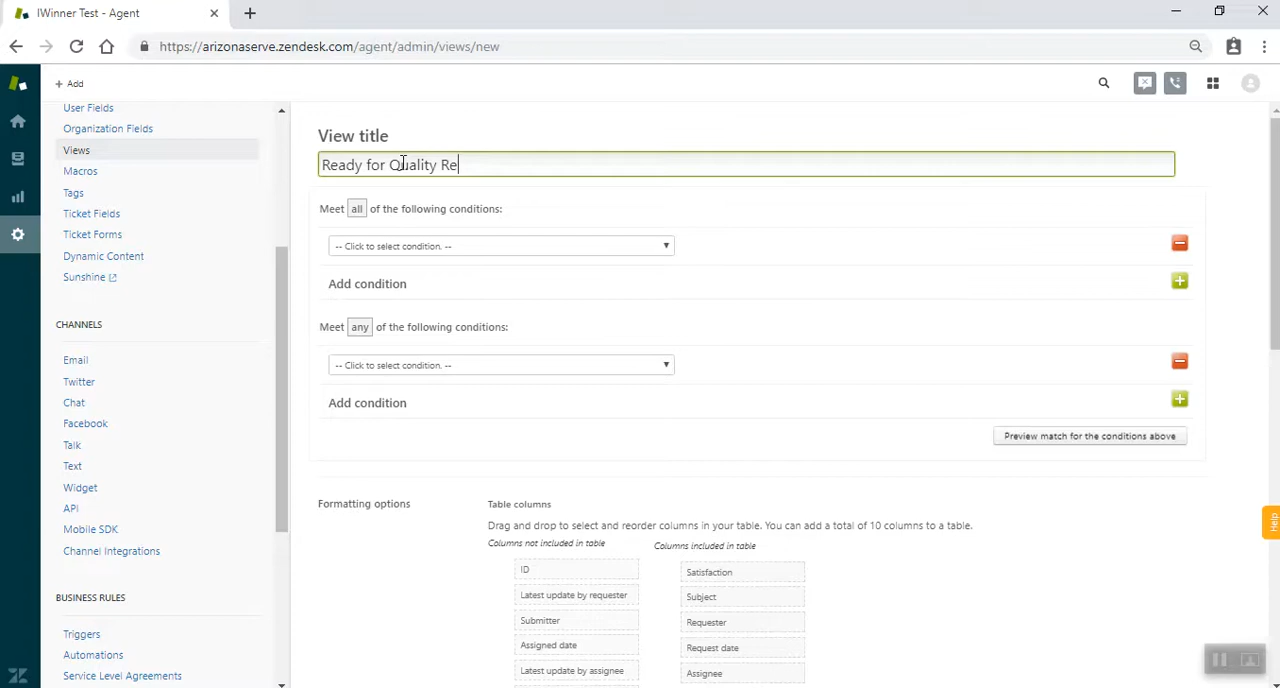 IWinner Test - Agent
https://arizonaserve.zendesk.com/agent/admin/views/new
+ Add
User Fields
Organization Fields
Views
Macros
Tags
Ticket Fields
Ticket Forms
Dynamic Content
Sunshine
CHANNELS
Email
Twitter
Chat
Facebook
Talk
Text
Widget
API
Mobile SDK
Channel Integrations
BUSINESS RULES
Triggers
Automations
Service Level Agreements
View title
Ready for Quality Re
Meet all of the following conditions:
-- Click to select condition. --
Add condition
Meet any of the following conditions:
-- Click to select condition. --
Add condition
Preview match for the conditions above
Formatting options
Table columns
Drag and drop to select and reorder columns in your table. You can add a total of 10 columns to a table.
Columns not included in table
ID
Latest update by requester
Submitter
Assigned date
Latest update by assignee
Columns included in table
Satisfaction
Subject
Requester
Request date
Assignee
Help